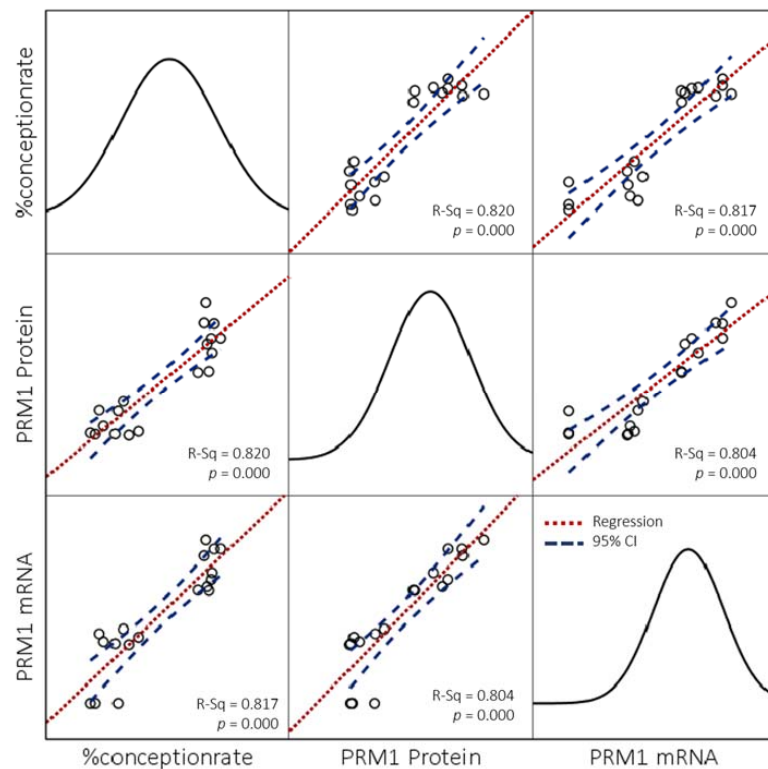 %conceptionrate
R-Sq = 0.820
p = 0.000
R-Sq = 0.817
p = 0.000
PRM1 Protein
R-Sq = 0.820
p = 0.000
R-Sq = 0.804
p = 0.000
PRM1 mRNA
R-Sq = 0.817
p = 0.000
R-Sq = 0.804
p = 0.000
Regression
95% CI
%conceptionrate
PRM1 Protein
PRM1 mRNA